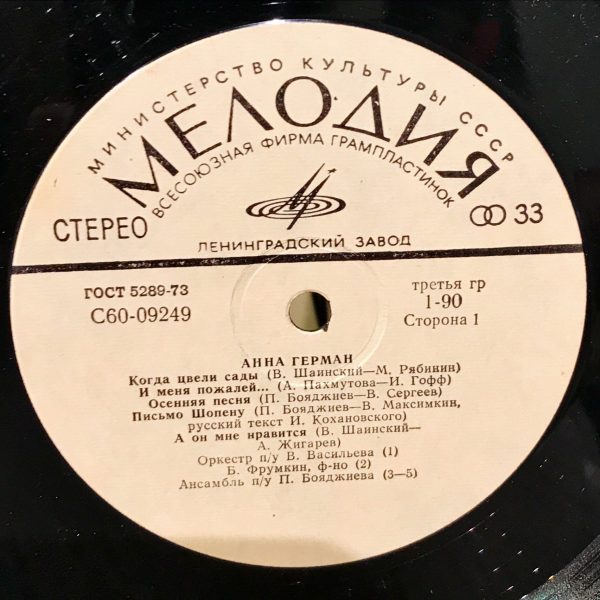 МИНИСТЕРСТВО КУЛЬТУРЫ СССР
МЕЛОДИЯ
ВСЕСОЮЗНАЯ ФИРМА ГРАМПЛАСТИНОК
СТЕРЕО
33
ЛЕНИНГРАДСКИЙ ЗАВОД
ГОСТ 5289-73
С60-09249
третья гр
1-90
Сторона 1
АННА ГЕРМАН
Когда цвели сады (В. Шаинский—М. Рябинин)
И меня пожалей... (А. Пахмутова—И. Гофф)
Осенняя песня (П. Бояджиев—В. Сергеев)
Письмо Шопену (П. Бояджиев—В. Максимкин,
русский текст И. Кохановского)
А он мне нравится (В. Шаинский—
А. Жигарев)
Оркестр п/у В. Васильева (1)
Б. Фрумкин, ф-но (2)
Ансамбль п/у П. Бояджиева (3—5)